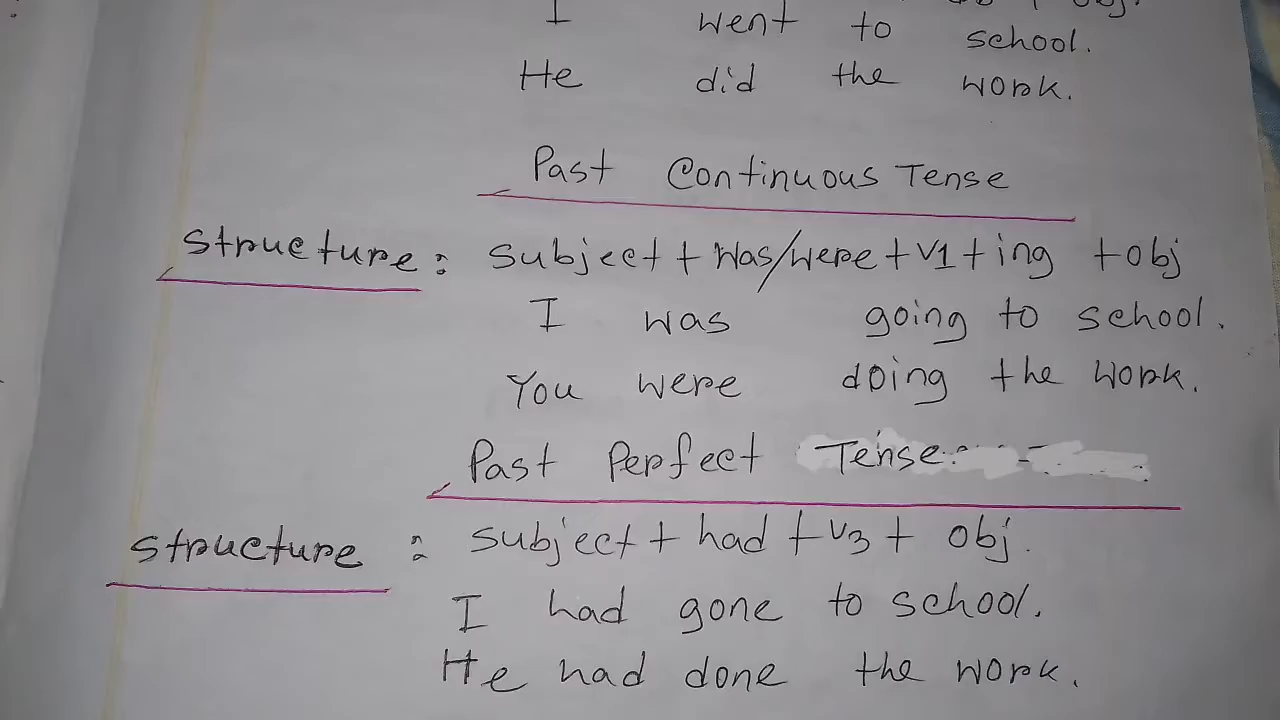 obj.
I went to school.
He did the work.
Past Continuous Tense
structure: subject + was/were + v1 + ing + obj
I was going to school.
You were doing the work.
Past Perfect Tense.
structure : subject + had + v3 + obj.
I had gone to school.
He had done the work.